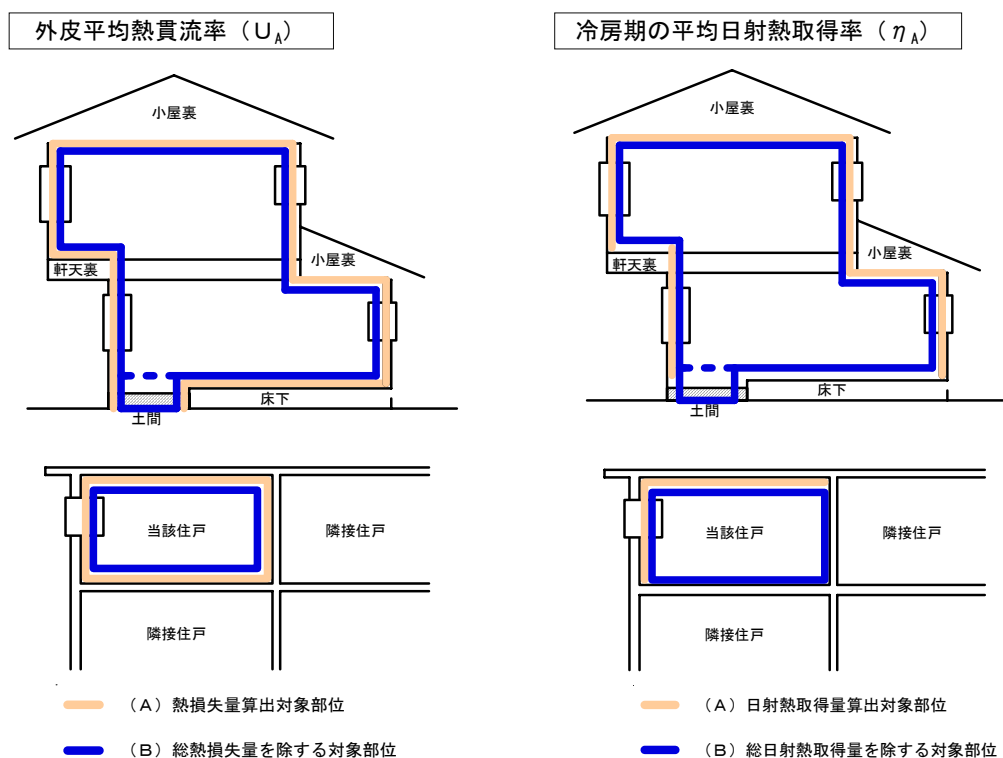 外皮平均熱貫流率(UA)
小屋裏
小屋裏
軒天裏
床下
土間
当該住戸
隣接住戸
隣接住戸
(A)熱損失量算出対象部位
(B)総熱損失量を除する対象部位
冷房期の平均日射熱取得率(ηA)
小屋裏
小屋裏
軒天裏
床下
土間
当該住戸
隣接住戸
隣接住戸
(A)日射熱取得量算出対象部位
(B)総日射熱取得量を除する対象部位